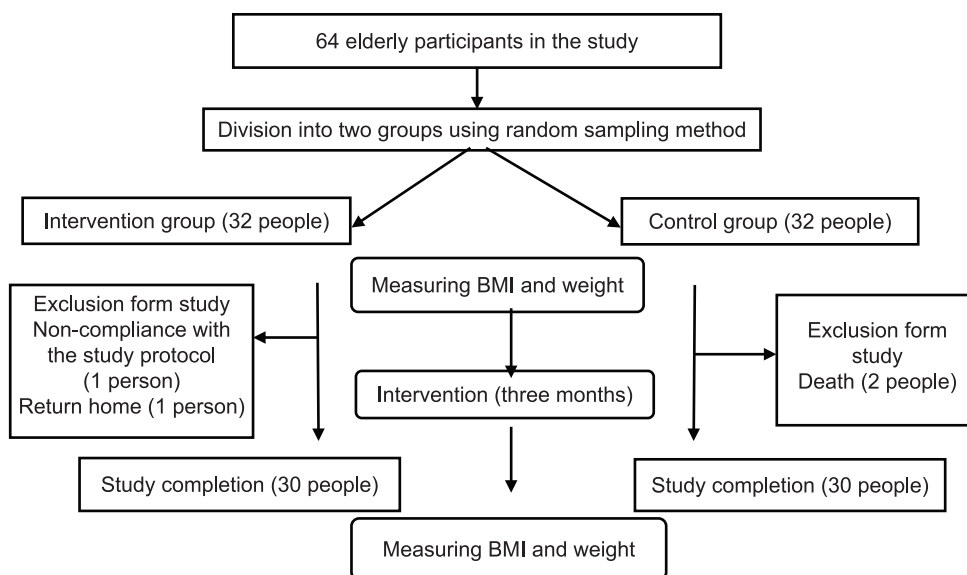 64 elderly participants in the study
Division into two groups using random sampling method
Intervention group (32 people)
Control group (32 people)
Measuring BMI and weight
Exclusion form study
Non-compliance with
the study protocol
(1 person)
Return home (1 person)
Exclusion form
study
Death (2 people)
Intervention (three months)
Study completion (30 people)
Study completion (30 people)
Measuring BMI and weight